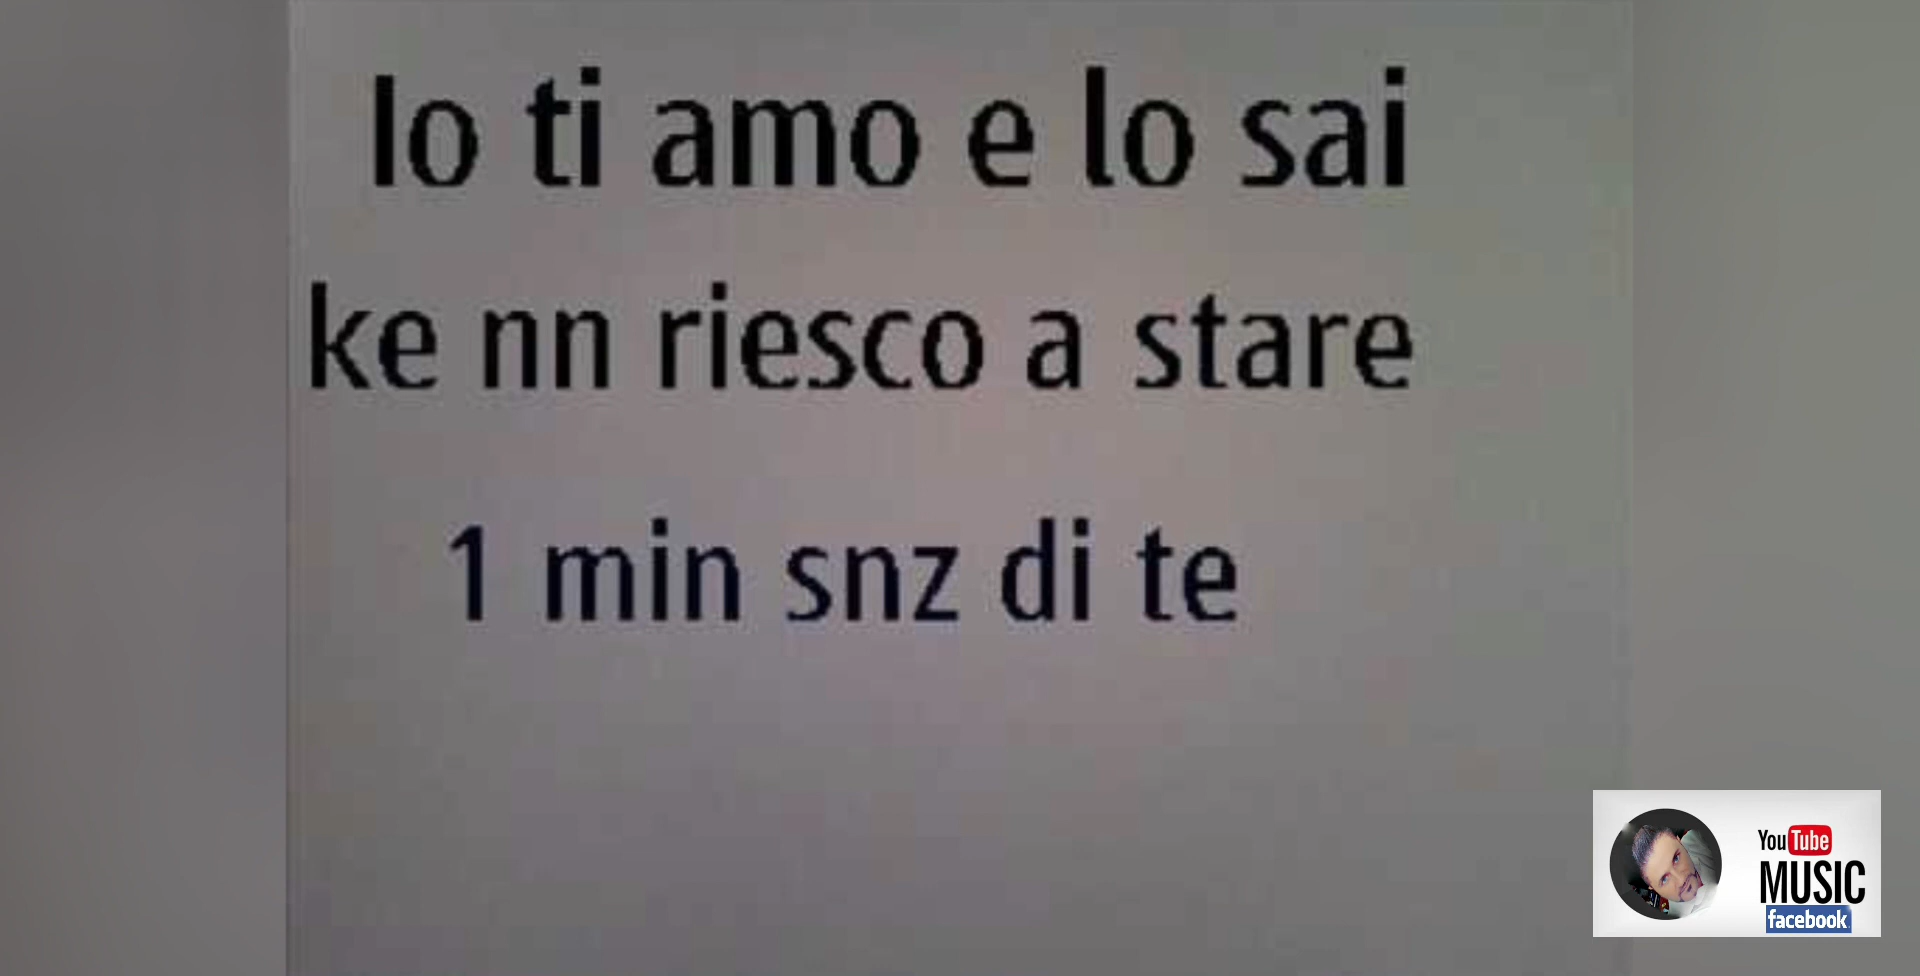 Io ti amo e lo sai
ke nn riesco a stare
1 min snz di te
YouTube
MUSIC
facebook